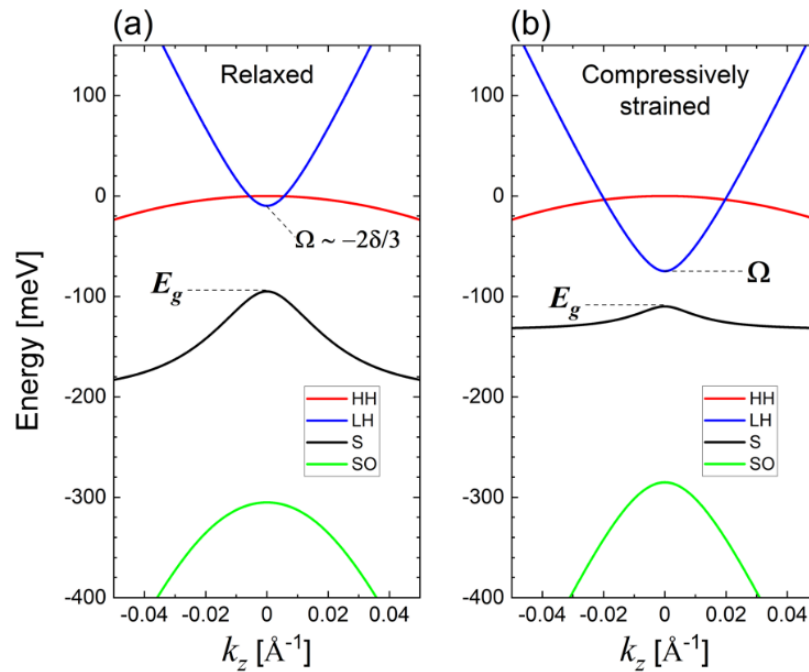 (a)
Relaxed
100
0
-100
-200
-300
-400
Energy [meV]
Ω ~ −2δ/3
E_g
HH
LH
S
SO
-0.04 -0.02 0 0.02 0.04
k_z [Å⁻¹]
(b)
Compressively
strained
100
0
-100
-200
-300
-400
Ω
E_g
HH
LH
S
SO
-0.04 -0.02 0 0.02 0.04
k_z [Å⁻¹]